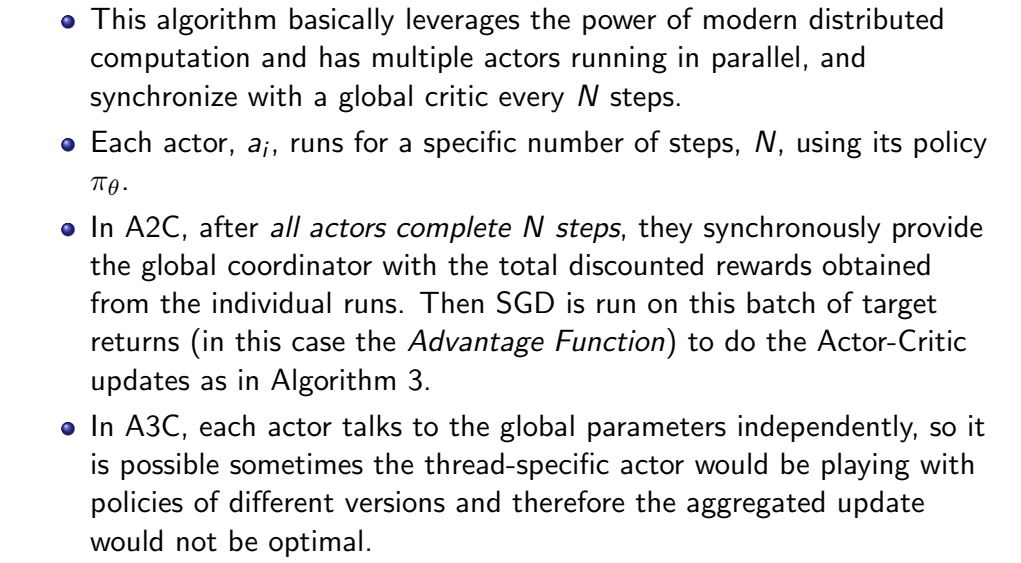 This algorithm basically leverages the power of modern distributed
computation and has multiple actors running in parallel, and
synchronize with a global critic every N steps.
Each actor, a_i, runs for a specific number of steps, N, using its policy
π_θ.
In A2C, after all actors complete N steps, they synchronously provide
the global coordinator with the total discounted rewards obtained
from the individual runs. Then SGD is run on this batch of target
returns (in this case the Advantage Function) to do the Actor-Critic
updates as in Algorithm 3.
In A3C, each actor talks to the global parameters independently, so it
is possible sometimes the thread-specific actor would be playing with
policies of different versions and therefore the aggregated update
would not be optimal.